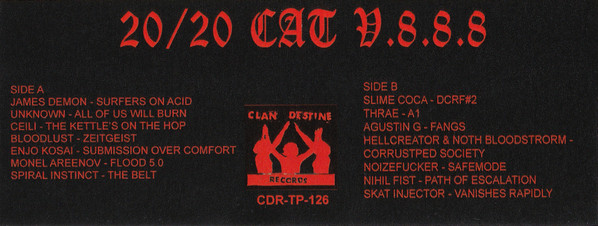 20/20 CAT V.8.8.8
SIDE A
JAMES DEMON - SURFERS ON ACID
UNKNOWN - ALL OF US WILL BURN
CEILI - THE KETTLE'S ON THE HOP
BLOODLUST - ZEITGEIST
ENJO KOSAI - SUBMISSION OVER COMFORT
MONEL AREENOV - FLOOD 5.0
SPIRAL INSTINCT - THE BELT
CLAN DESTINE
RECORDS
CDR-TP-126
SIDE B
SLIME COCA - DCRF#2
THRAE - A1
AGUSTIN G - FANGS
HELLCREATOR & NOTH BLOODSTRORM -
CORRUSTPED SOCIETY
NOIZEFUCKER - SAFEMODE
NIHIL FIST - PATH OF ESCALATION
SKAT INJECTOR - VANISHES RAPIDLY